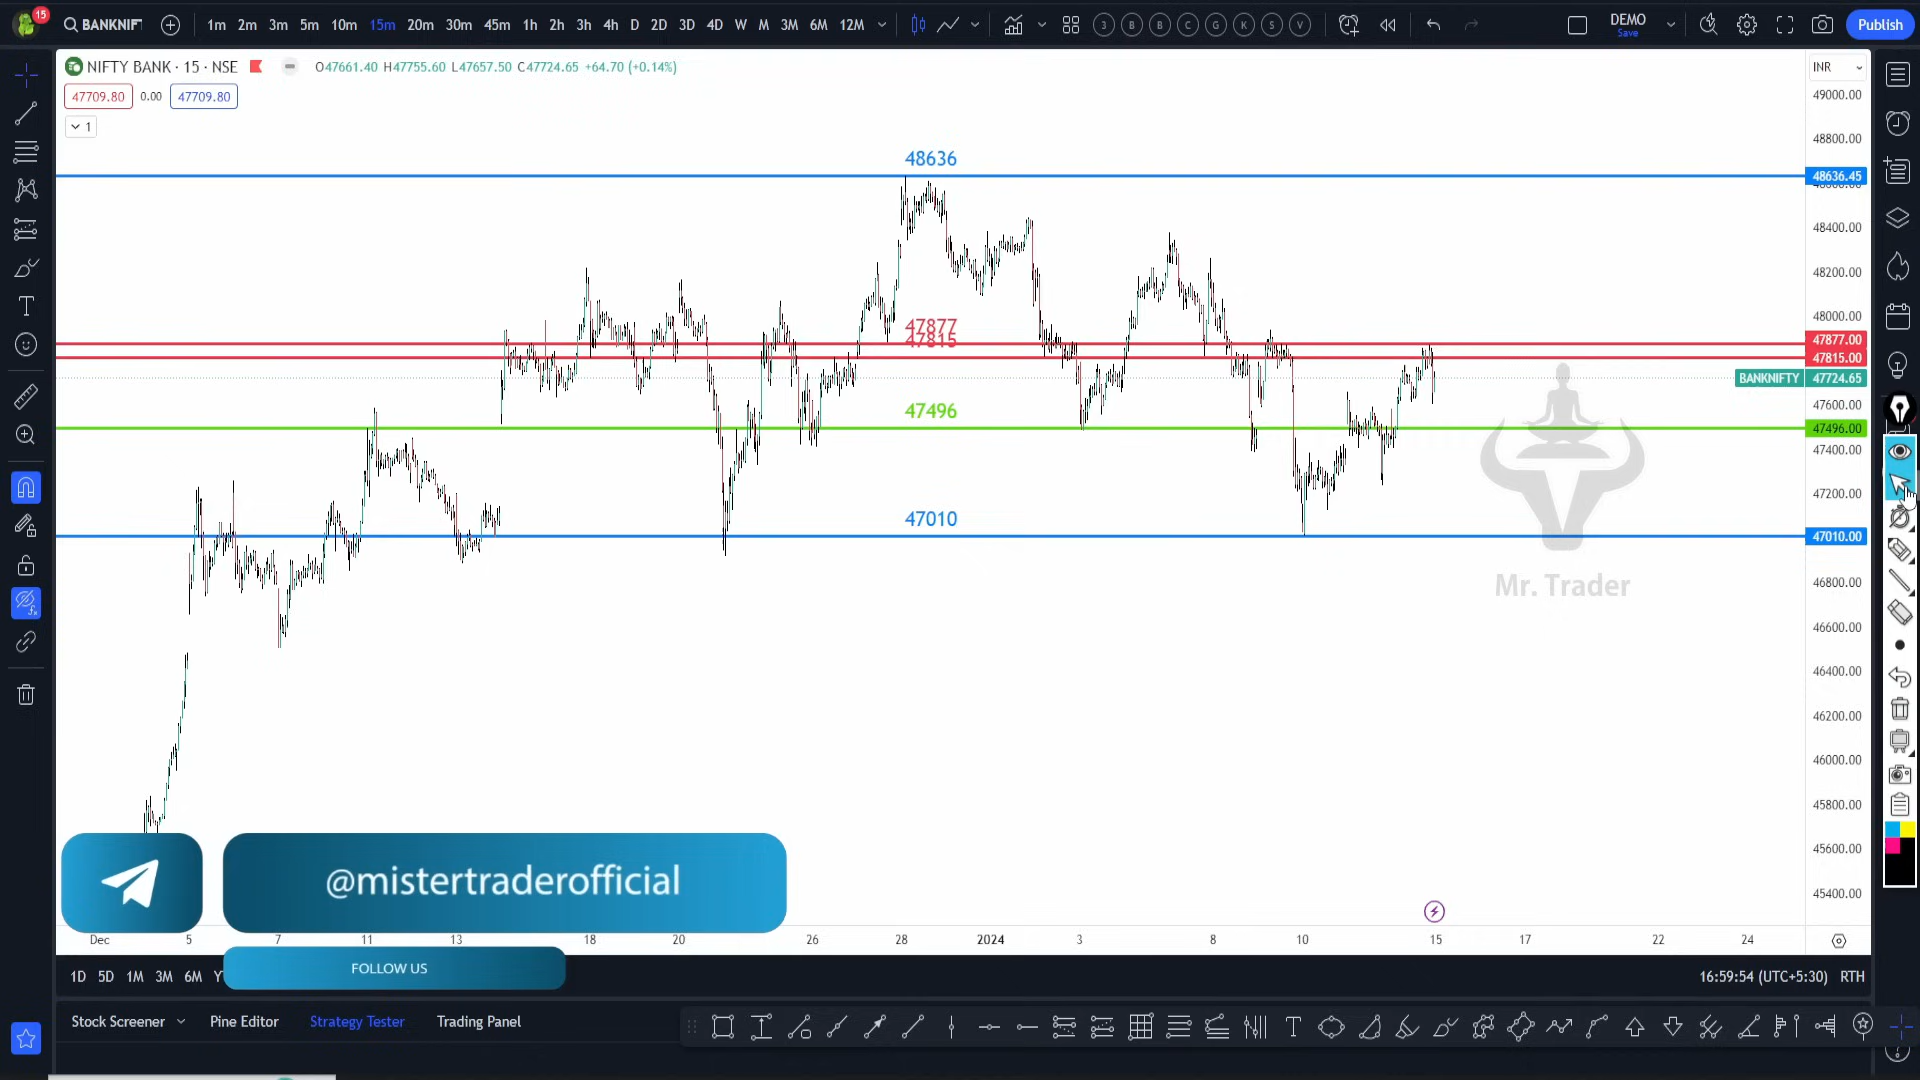 15
BANKNIF
1m 2m 3m 5m 10m 15m 20m 30m 45m 1h 2h 3h 4h D 2D 3D 4D W M 3M 6M 12M
3 B B C G K S V
DEMO
Save
Publish
NIFTY BANK · 15 · NSE
O47661.40 H47755.60 L47657.50 C47724.65 +64.70 (+0.14%)
47709.80 0.00 47709.80
1
INR
49000.00
48800.00
48636
48636.45
48400.00
48200.00
48000.00
47877
47877.00
47815
47815.00
BANKNIFTY 47724.65
47600.00
47496
47496.00
47400.00
47200.00
47010
47010.00
Mr. Trader
46800.00
46600.00
46400.00
46200.00
46000.00
45800.00
45600.00
45400.00
@mistertraderofficial
Dec 5 7 11 13 18 20 26 28 2024 3 8 10 15 17 22 24
FOLLOW US
1D 5D 1M 3M 6M Y
16:59:54 (UTC+5:30) RTH
Stock Screener Pine Editor Strategy Tester Trading Panel